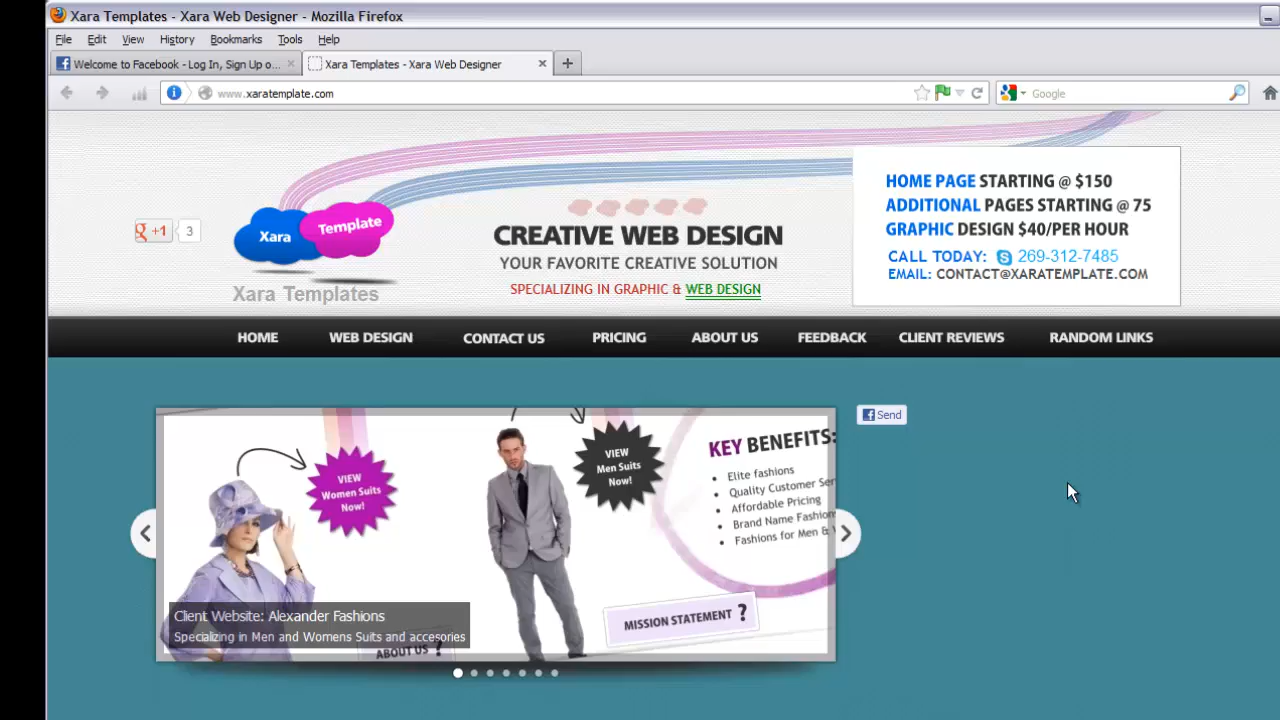 Xara Templates - Xara Web Designer - Mozilla Firefox
File Edit View History Bookmarks Tools Help
Welcome to Facebook - Log In, Sign Up o...
Xara Templates - Xara Web Designer
www.xaratemplate.com
Google
HOME PAGE STARTING @ $150
ADDITIONAL PAGES STARTING @ 75
GRAPHIC DESIGN $40/PER HOUR
CALL TODAY: 269-312-7485
EMAIL: CONTACT@XARATEMPLATE.COM
+1 3
Xara Template
Xara Templates
CREATIVE WEB DESIGN
YOUR FAVORITE CREATIVE SOLUTION
SPECIALIZING IN GRAPHIC & WEB DESIGN
HOME WEB DESIGN CONTACT US PRICING ABOUT US FEEDBACK CLIENT REVIEWS RANDOM LINKS
Send
VIEW
Women Suits
Now!
VIEW
Men Suits
Now!
KEY BENEFITS:
Elite fashions
Quality Customer Ser
Affordable Pricing
Brand Name Fashion
Fashions for Men &
MISSION STATEMENT ?
Client Website: Alexander Fashions
Specializing in Men and Womens Suits and accesories
ABOUT US ?